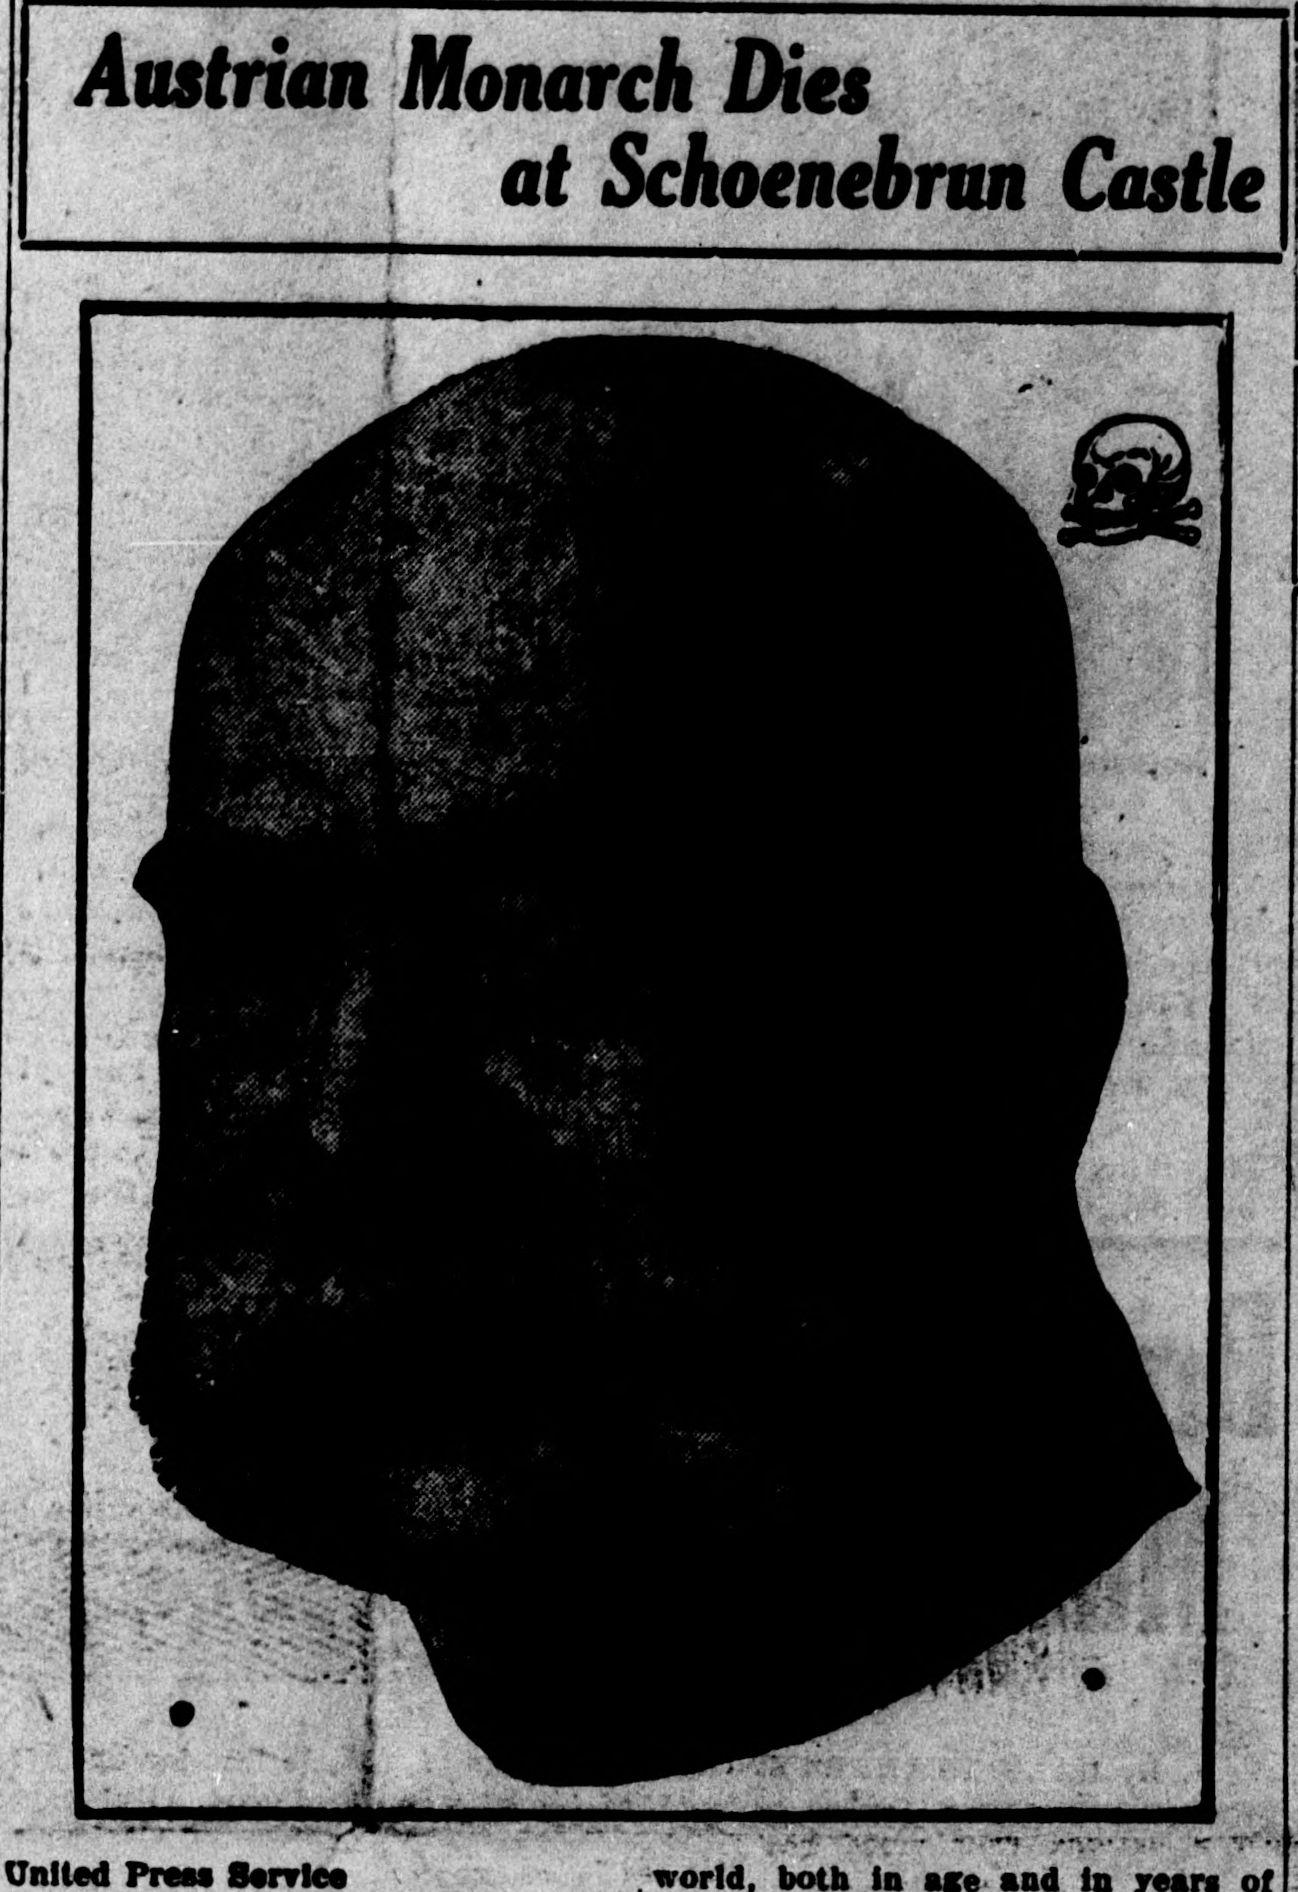 Austrian Monarch Dies
at Schoenebrun Castle
United Press Service
world, both in age and in years of